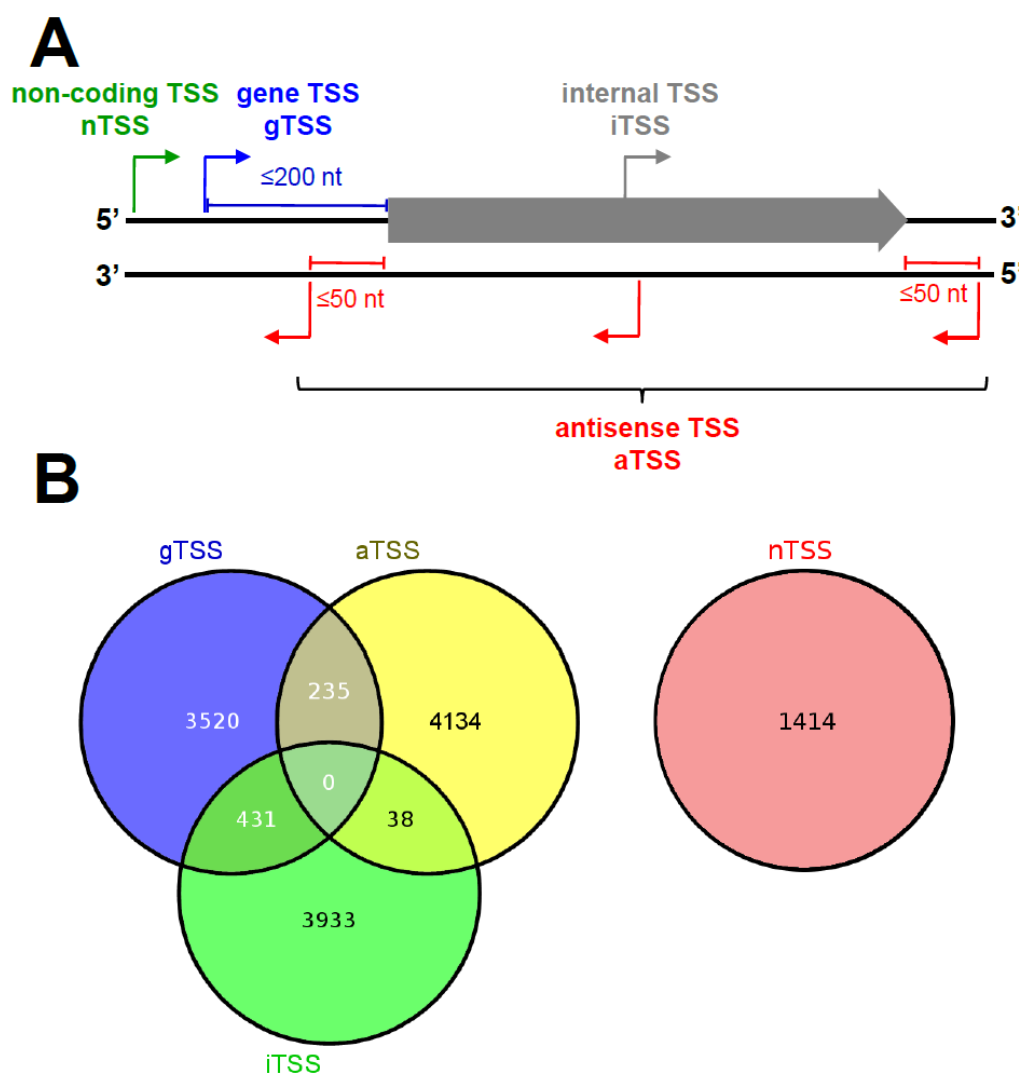 A
non-coding TSS
nTSS
gene TSS
gTSS
internal TSS
iTSS
≤200 nt
5’
3’
3’
5’
≤50 nt
≤50 nt
antisense TSS
aTSS
B
gTSS
aTSS
nTSS
235
3520
4134
1414
0
431
38
3933
iTSS